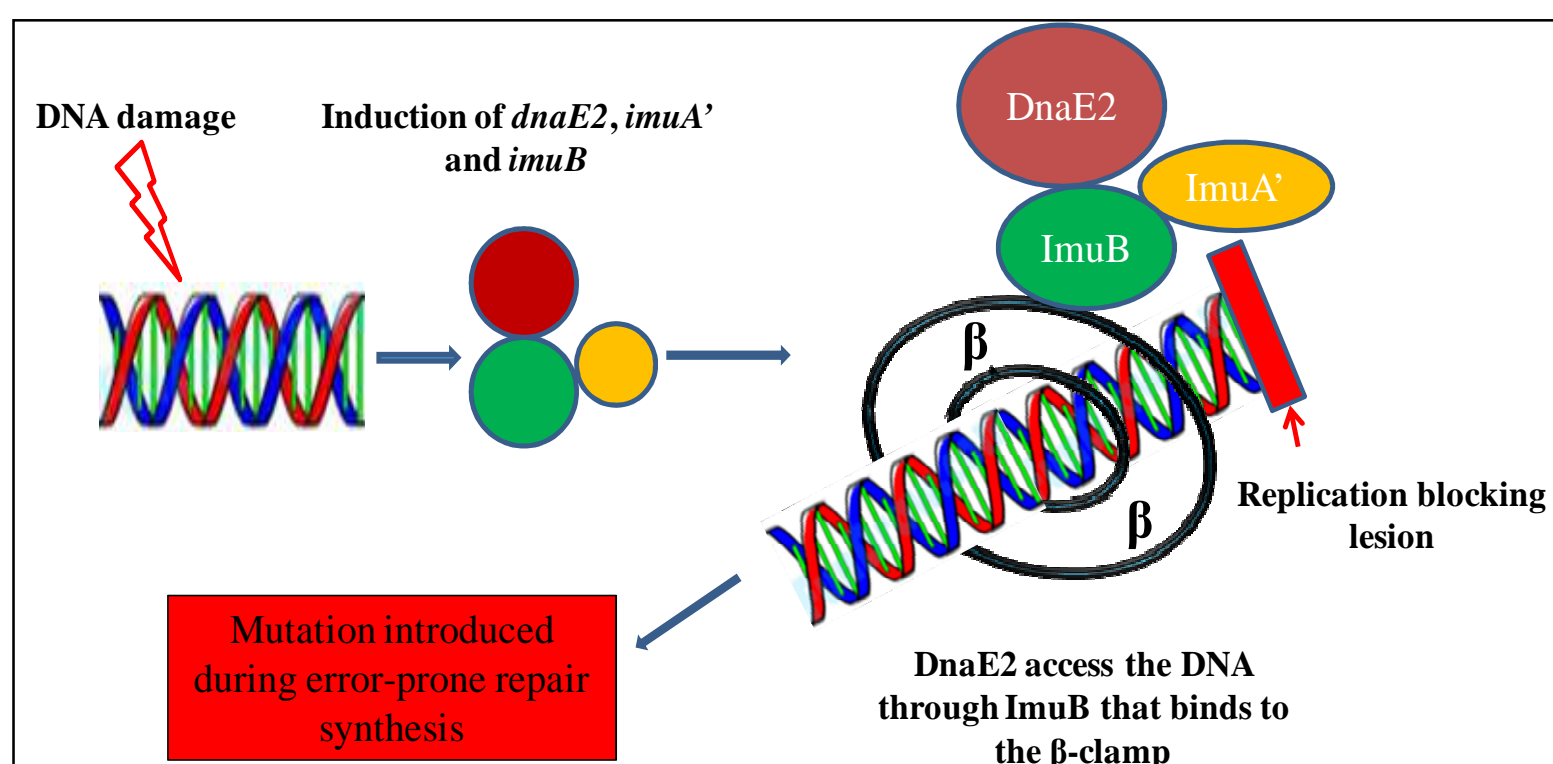 DNA damage
Induction of dnaE2, imuA’
and imuB
DnaE2
ImuA’
ImuB
β
β
Replication blocking
lesion
Mutation introduced
during error-prone repair
synthesis
DnaE2 access the DNA
through ImuB that binds to
the β-clamp